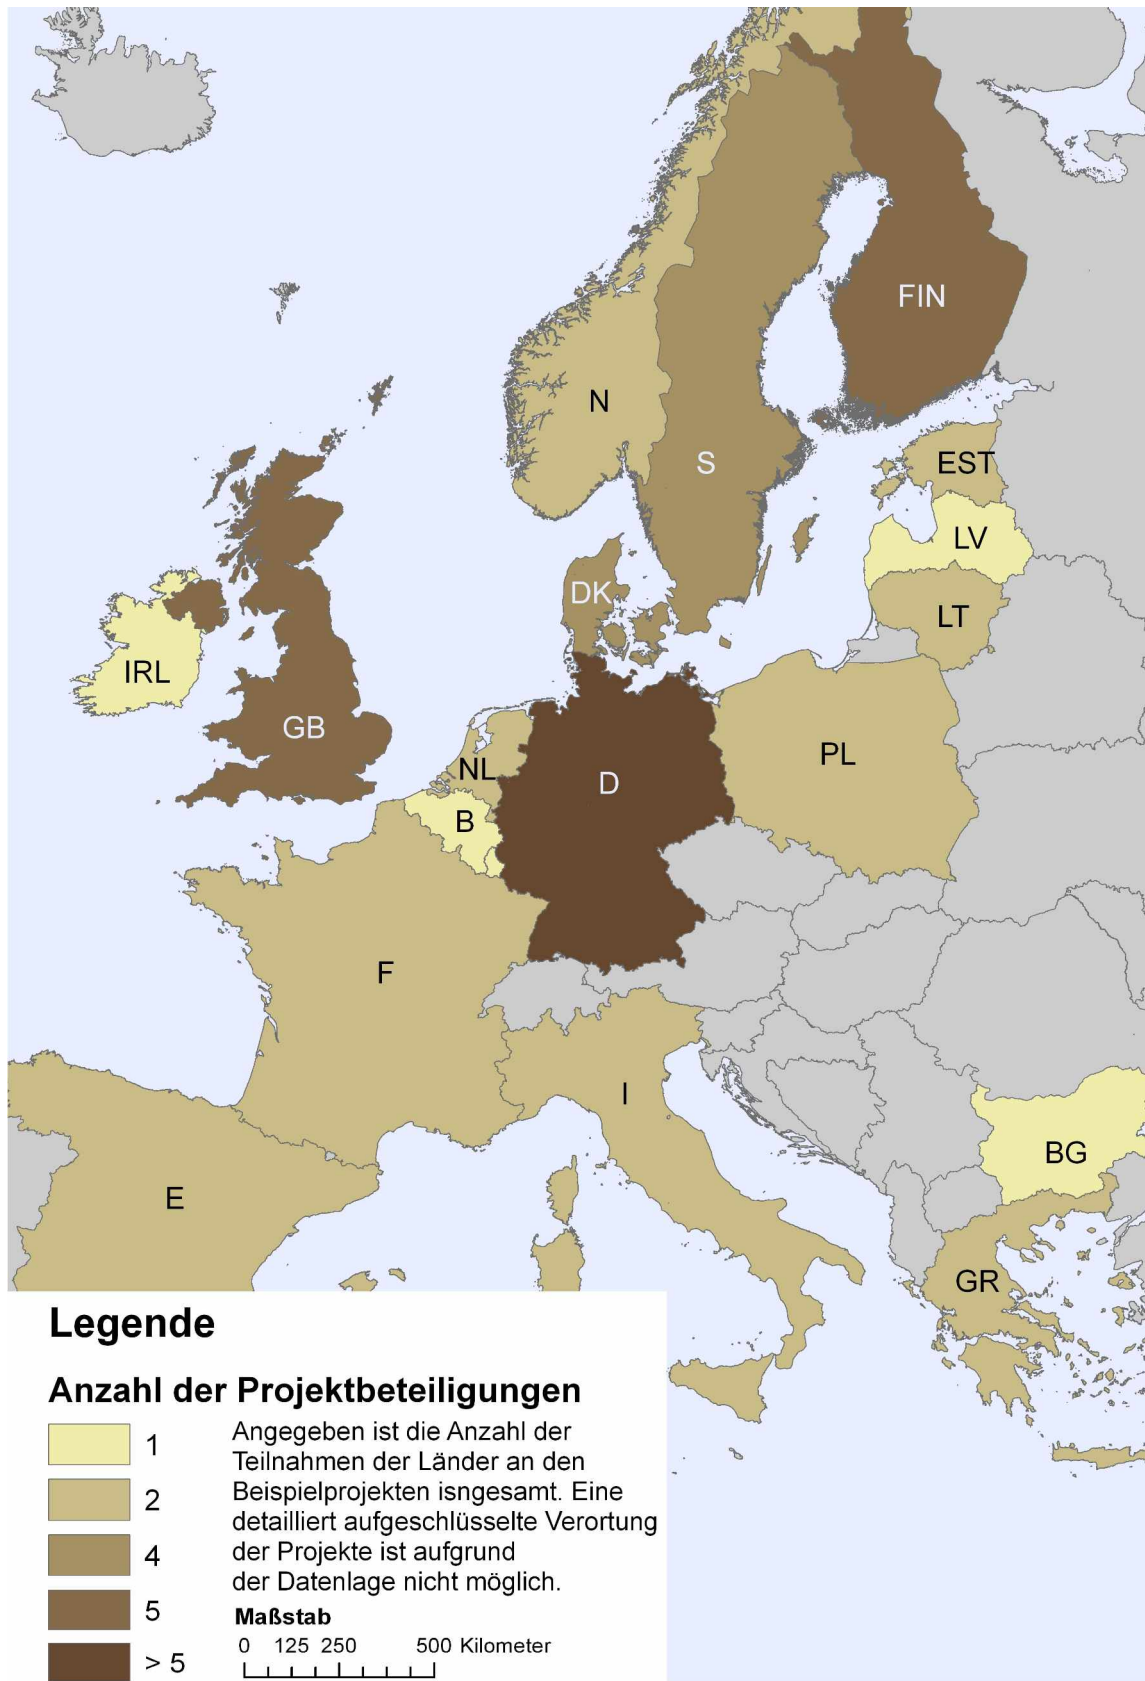 FIN
N
S
EST
LV
DK
LT
IRL
GB
NL
D
PL
B
F
I
BG
E
GR
Legende
Anzahl der Projektbeteiligungen
1
2
4
5
> 5
Angegeben ist die Anzahl der
Teilnahmen der Länder an den
Beispielprojekten isngesamt. Eine
detailliert aufgeschlüsselte Verortung
der Projekte ist aufgrund
der Datenlage nicht möglich.
Maßstab
0 125 250 500 Kilometer